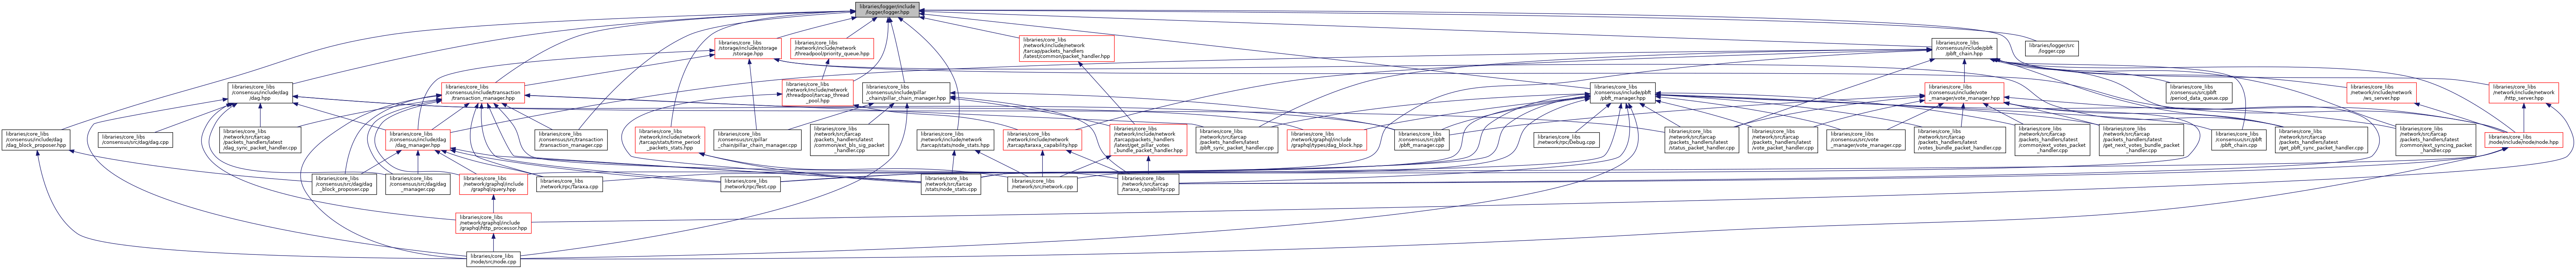 libraries/logger/include
/logger/logger.hpp
libraries/core_libs
/storage/include/storage
/storage.hpp
libraries/core_libs
/network/include/network
/threadpool/priority_queue.hpp
libraries/core_libs
/network/include/network
/tarcap/packets_handlers
/latest/common/packet_handler.hpp
libraries/core_libs
/consensus/include/pbft
/pbft_chain.hpp
libraries/logger/src
/logger.cpp
libraries/core_libs
/consensus/include/dag
/dag.hpp
libraries/core_libs
/consensus/include/transaction
/transaction_manager.hpp
libraries/core_libs
/network/include/network
/threadpool/tarcap_thread
_pool.hpp
libraries/core_libs
/consensus/include/pillar
_chain/pillar_chain_manager.hpp
libraries/core_libs
/consensus/include/pbft
/pbft_manager.hpp
libraries/core_libs
/consensus/include/vote
_manager/vote_manager.hpp
libraries/core_libs
/consensus/src/pbft
/period_data_queue.cpp
libraries/core_libs
/network/include/network
/ws_server.hpp
libraries/core_libs
/network/include/network
/http_server.hpp
libraries/core_libs
/consensus/include/dag
/dag_block_proposer.hpp
libraries/core_libs
/consensus/src/dag/dag.cpp
libraries/core_libs
/network/src/tarcap
/packets_handlers/latest
/dag_sync_packet_handler.cpp
libraries/core_libs
/consensus/include/dag
/dag_manager.hpp
libraries/core_libs
/consensus/src/transaction
/transaction_manager.cpp
libraries/core_libs
/network/include/network
/tarcap/stats/time_period
_packets_stats.hpp
libraries/core_libs
/consensus/src/pillar
_chain/pillar_chain_manager.cpp
libraries/core_libs
/network/src/tarcap
/packets_handlers/latest
/common/ext_bls_sig_packet
_handler.cpp
libraries/core_libs
/network/include/network
/tarcap/stats/node_stats.hpp
libraries/core_libs
/network/include/network
/tarcap/taraxa_capability.hpp
libraries/core_libs
/network/include/network
/tarcap/packets_handlers
/latest/get_pillar_votes
_bundle_packet_handler.hpp
libraries/core_libs
/network/src/tarcap
/packets_handlers/latest
/pbft_sync_packet_handler.cpp
libraries/core_libs
/network/graphql/include
/graphql/types/dag_block.hpp
libraries/core_libs
/consensus/src/pbft
/pbft_manager.cpp
libraries/core_libs
/network/rpc/Debug.cpp
libraries/core_libs
/network/src/tarcap
/packets_handlers/latest
/status_packet_handler.cpp
libraries/core_libs
/network/src/tarcap
/packets_handlers/latest
/vote_packet_handler.cpp
libraries/core_libs
/consensus/src/vote
_manager/vote_manager.cpp
libraries/core_libs
/network/src/tarcap
/packets_handlers/latest
/votes_bundle_packet_handler.cpp
libraries/core_libs
/network/src/tarcap
/packets_handlers/latest
/common/ext_votes_packet
_handler.cpp
libraries/core_libs
/network/src/tarcap
/packets_handlers/latest
/get_next_votes_bundle_packet
_handler.cpp
libraries/core_libs
/consensus/src/pbft
/pbft_chain.cpp
libraries/core_libs
/network/src/tarcap
/packets_handlers/latest
/get_pbft_sync_packet_handler.cpp
libraries/core_libs
/network/src/tarcap
/packets_handlers/latest
/common/ext_syncing_packet
_handler.cpp
libraries/core_libs
/node/include/node/node.hpp
libraries/core_libs
/consensus/src/dag/dag
_block_proposer.cpp
libraries/core_libs
/consensus/src/dag/dag
_manager.cpp
libraries/core_libs
/network/graphql/include
/graphql/query.hpp
libraries/core_libs
/network/rpc/Taraxa.cpp
libraries/core_libs
/network/rpc/Test.cpp
libraries/core_libs
/network/src/tarcap
/stats/node_stats.cpp
libraries/core_libs
/network/src/network.cpp
libraries/core_libs
/network/src/tarcap
/taraxa_capability.cpp
libraries/core_libs
/network/graphql/include
/graphql/http_processor.hpp
libraries/core_libs
/node/src/node.cpp